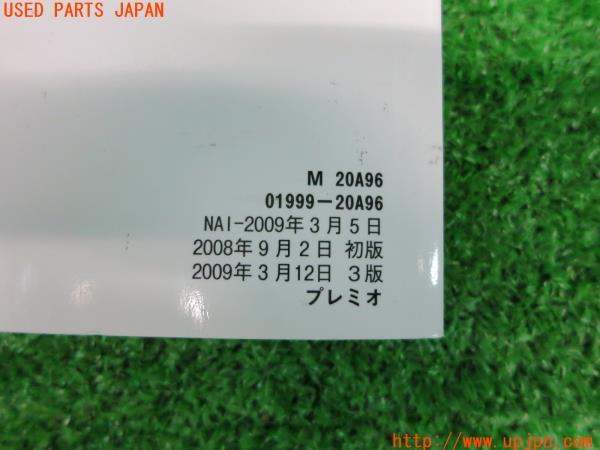 USED PARTS JAPAN
M 20A96
01999-20A96
NAI-2009年3月5日
2008年9月2日 初版
2009年3月12日 3版
プレミオ
http://www.upjpn.com/